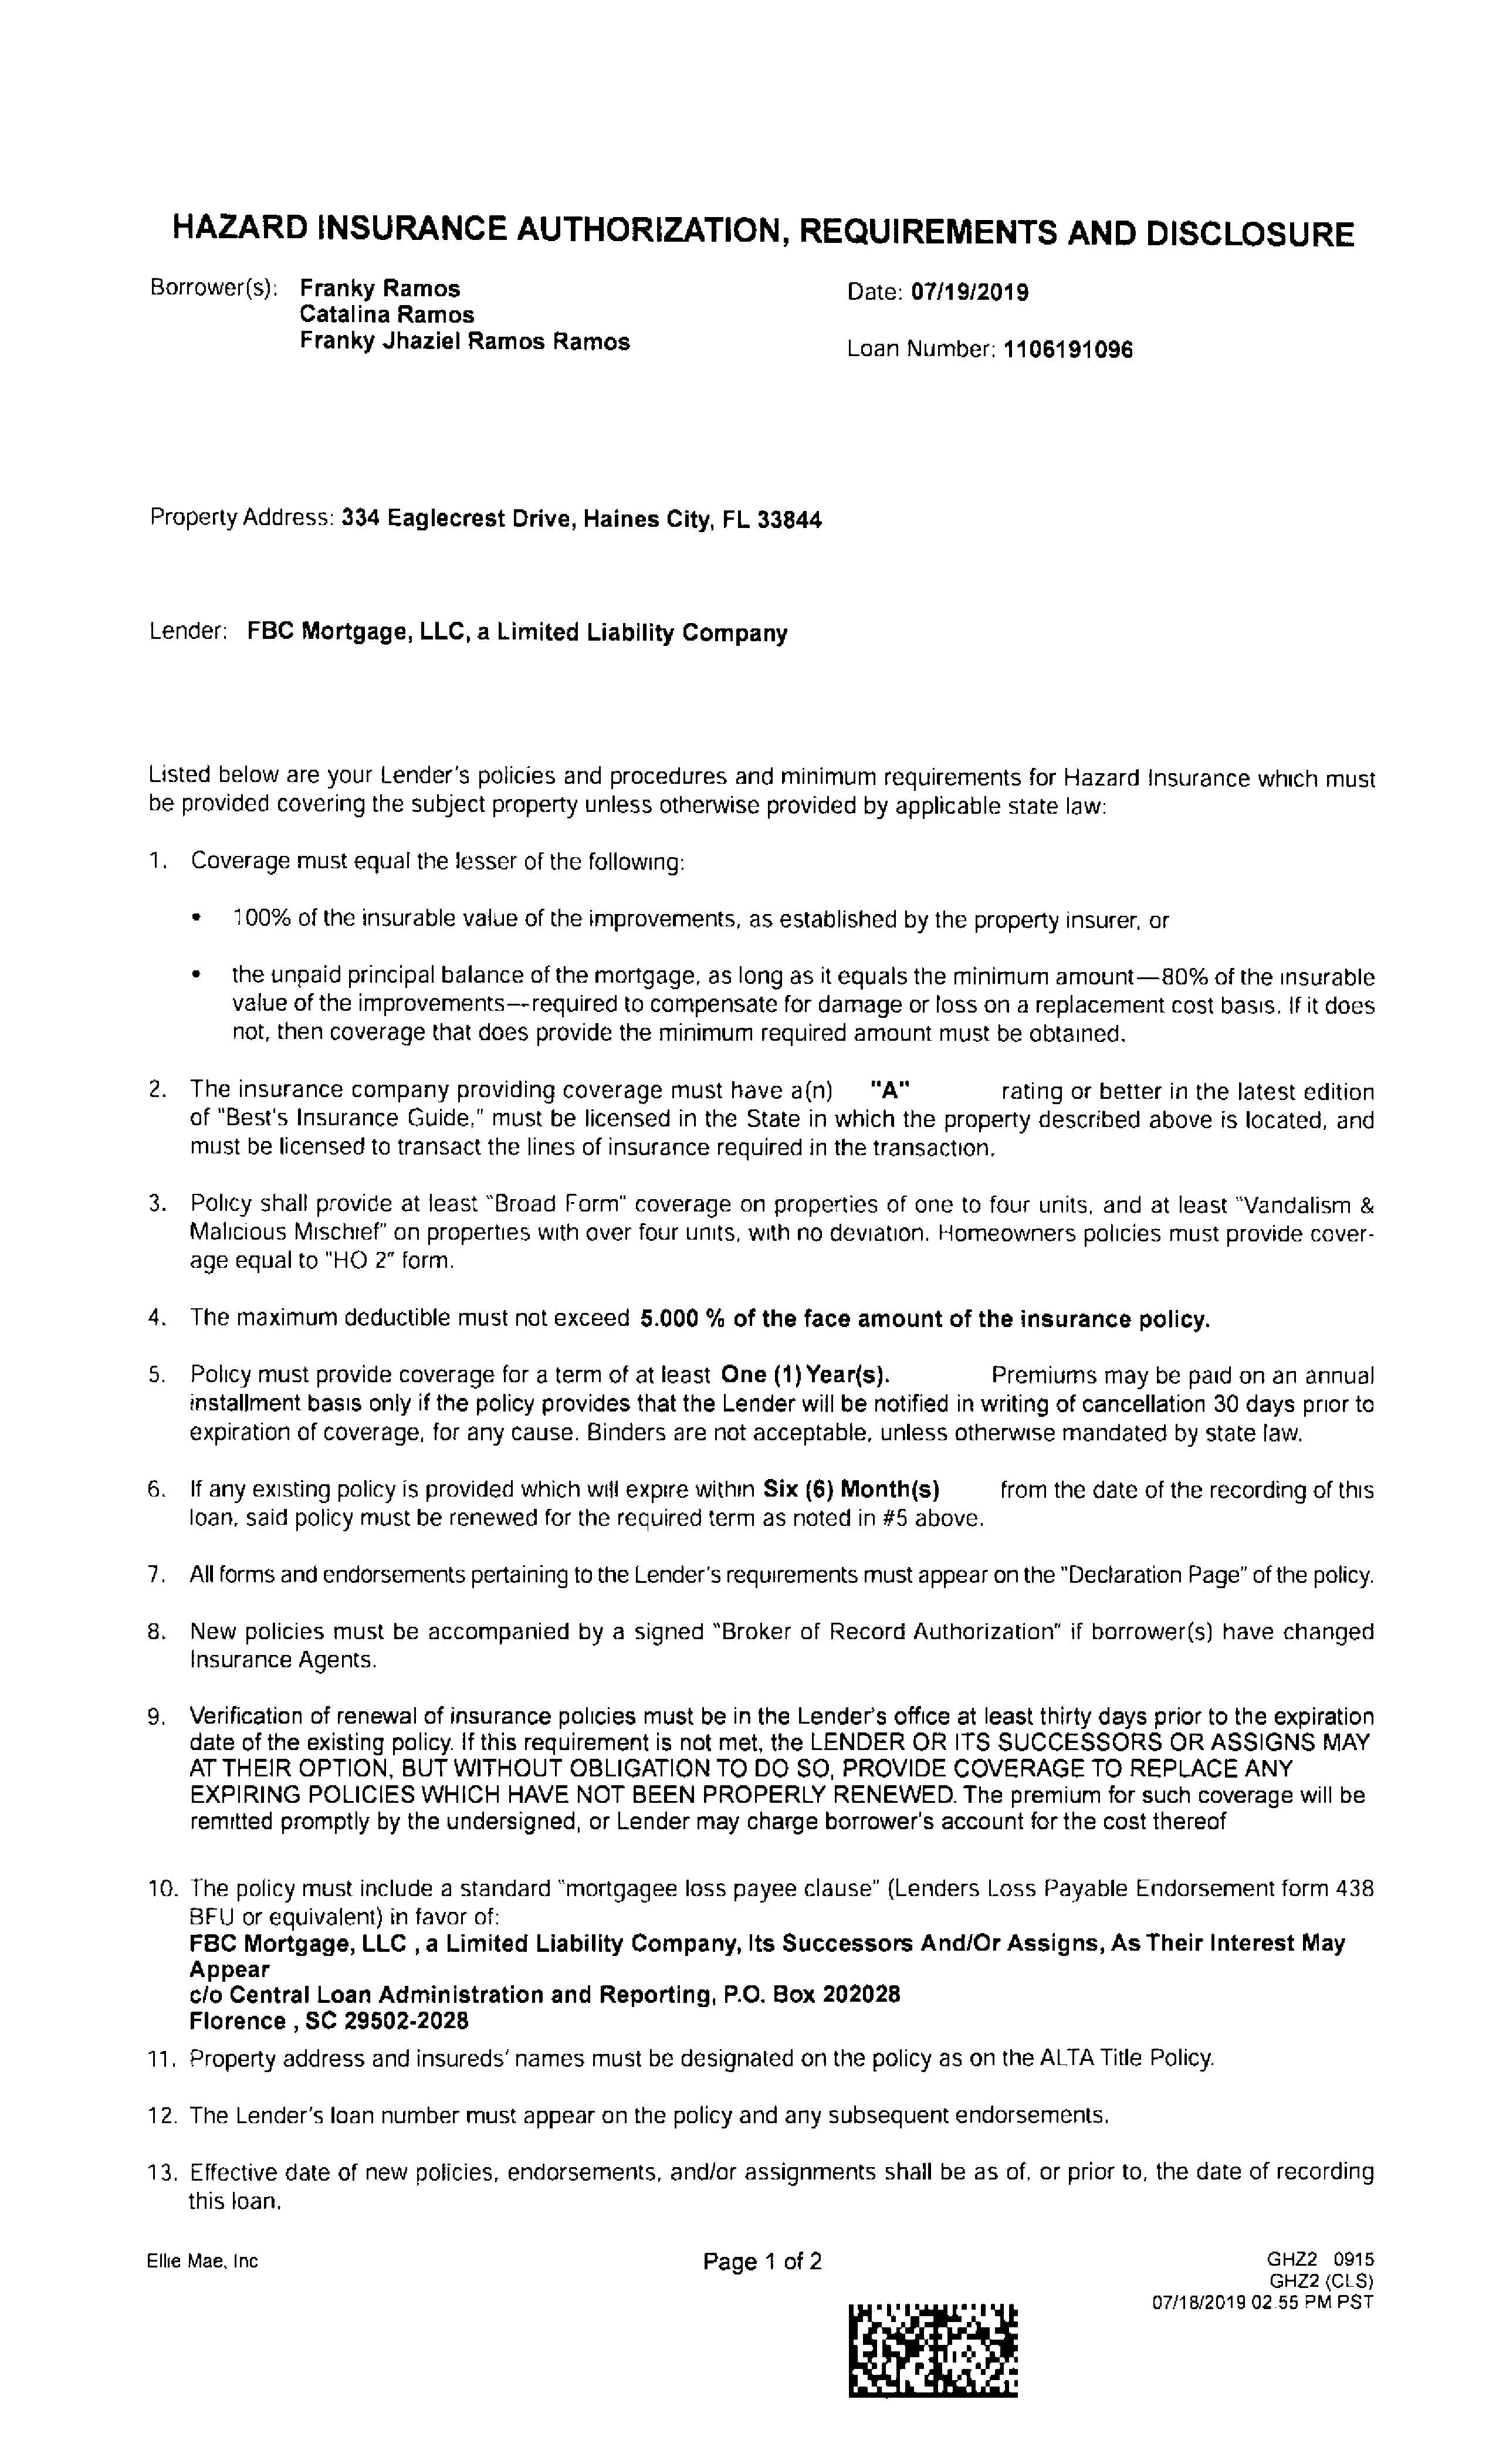 HAZARD INSURANCE AUTHORIZATION, REQUIREMENTS AND DISCLOSURE
Borrower(s): Franky Ramos
Date: 07/19/2019
Catalina Ramos
Franky Jhaziel Ramos Ramos
Loan Number: 1106191096
Property Address: 334 Eaglecrest Drive, Haines City, FL 33844
Lender: FBC Mortgage, LLC, a Limited Liability Company
Listed below are your Lender's policies and procedures and minimum requirements for Hazard Insurance which must
be provided covering the subject property unless otherwise provided by applicable state law:
1. Coverage must equal the lesser of the following:
• 100% of the insurable value of the improvements, as established by the property insurer, or
• the unpaid principal balance of the mortgage, as long as it equals the minimum amount—80% of the insurable
value of the improvements—required to compensate for damage or loss on a replacement cost basis. If it does
not, then coverage that does provide the minimum required amount must be obtained.
2. The insurance company providing coverage must have a(n) "A" rating or better in the latest edition
of "Best's Insurance Guide," must be licensed in the State in which the property described above is located, and
must be licensed to transact the lines of insurance required in the transaction.
3. Policy shall provide at least "Broad Form" coverage on properties of one to four units, and at least "Vandalism &
Malicious Mischief" on properties with over four units, with no deviation. Homeowners policies must provide cover-
age equal to "HO 2" form.
4. The maximum deductible must not exceed 5.000 % of the face amount of the insurance policy.
5. Policy must provide coverage for a term of at least One (1) Year(s). Premiums may be paid on an annual
installment basis only if the policy provides that the Lender will be notified in writing of cancellation 30 days prior to
expiration of coverage, for any cause. Binders are not acceptable, unless otherwise mandated by state law.
6. If any existing policy is provided which will expire within Six (6) Month(s) from the date of the recording of this
loan, said policy must be renewed for the required term as noted in #5 above.
7. All forms and endorsements pertaining to the Lender's requirements must appear on the "Declaration Page" of the policy.
8. New policies must be accompanied by a signed "Broker of Record Authorization" if borrower(s) have changed
Insurance Agents.
9. Verification of renewal of insurance policies must be in the Lender's office at least thirty days prior to the expiration
date of the existing policy. If this requirement is not met, the LENDER OR ITS SUCCESSORS OR ASSIGNS MAY
AT THEIR OPTION, BUT WITHOUT OBLIGATION TO DO SO, PROVIDE COVERAGE TO REPLACE ANY
EXPIRING POLICIES WHICH HAVE NOT BEEN PROPERLY RENEWED. The premium for such coverage will be
remitted promptly by the undersigned, or Lender may charge borrower's account for the cost thereof
10. The policy must include a standard "mortgagee loss payee clause" (Lenders Loss Payable Endorsement form 438
BFU or equivalent) in favor of:
FBC Mortgage, LLC , a Limited Liability Company, Its Successors And/Or Assigns, As Their Interest May
Appear
c/o Central Loan Administration and Reporting, P.O. Box 202028
Florence , SC 29502-2028
11. Property address and insureds' names must be designated on the policy as on the ALTA Title Policy.
12. The Lender's loan number must appear on the policy and any subsequent endorsements.
13. Effective date of new policies, endorsements, and/or assignments shall be as of, or prior to, the date of recording
this loan.
Ellie Mae, Inc
Page 1 of 2
GHZ2 0915
GHZ2 (CLS)
07/18/2019 02 55 PM PST